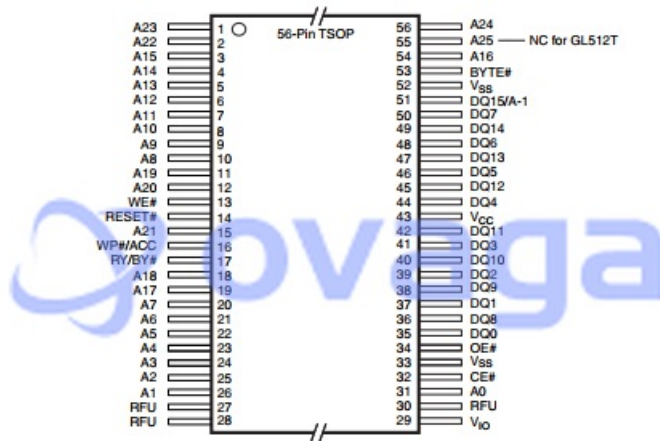 56-Pin TSOP
A23 1
A22 2
A15 3
A14 4
A13 5
A12 6
A11 7
A10 8
A9 9
A8 10
A19 11
A20 12
WE# 13
RESET# 14
A21 15
WP#/ACC 16
RY/BY# 17
A18 18
A17 19
A7 20
A6 21
A5 22
A4 23
A3 24
A2 25
A1 26
RFU 27
RFU 28
56 A24
55 A25 NC for GL512T
54 A16
53 BYTE#
52 VSS
51 DQ15/A-1
50 DQ7
49 DQ14
48 DQ6
47 DQ13
46 DQ5
45 DQ12
44 DQ4
43 VCC
42 DQ11
41 DQ3
40 DQ10
39 DQ2
38 DQ9
37 DQ1
36 DQ8
35 DQ0
34 OE#
33 VSS
32 CE#
31 A0
30 RFU
29 VIO
ovaga